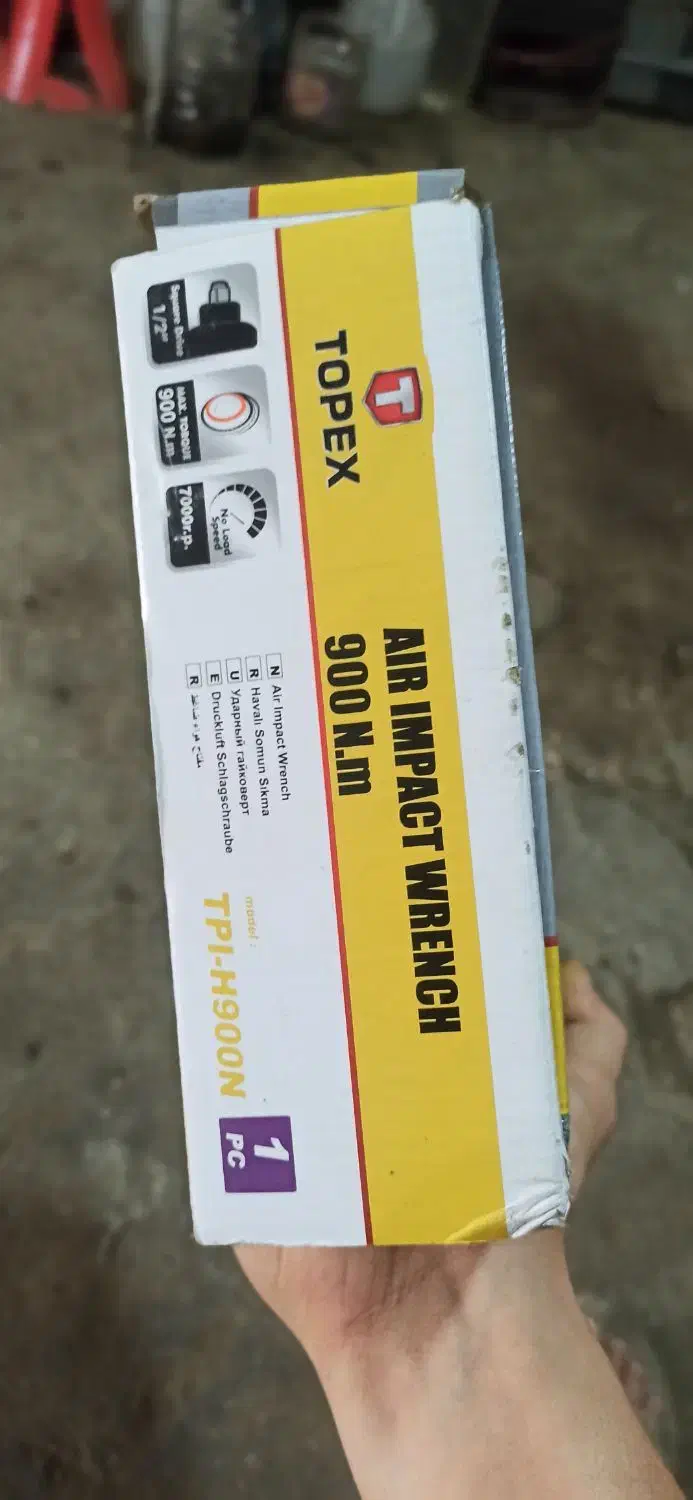 T
TOPEX
AIR IMPACT WRENCH
900 N.m
Square Drive
1/2"
MAX. TORQUE
900 N.m
No Load
Speed
7000r.p.
N Air Impact Wrench
R Havalı Somun Sıkma
U Ударный гайковерт
E Druckluft Schlagschraube
R
model :
TPI-H900N
1
PC